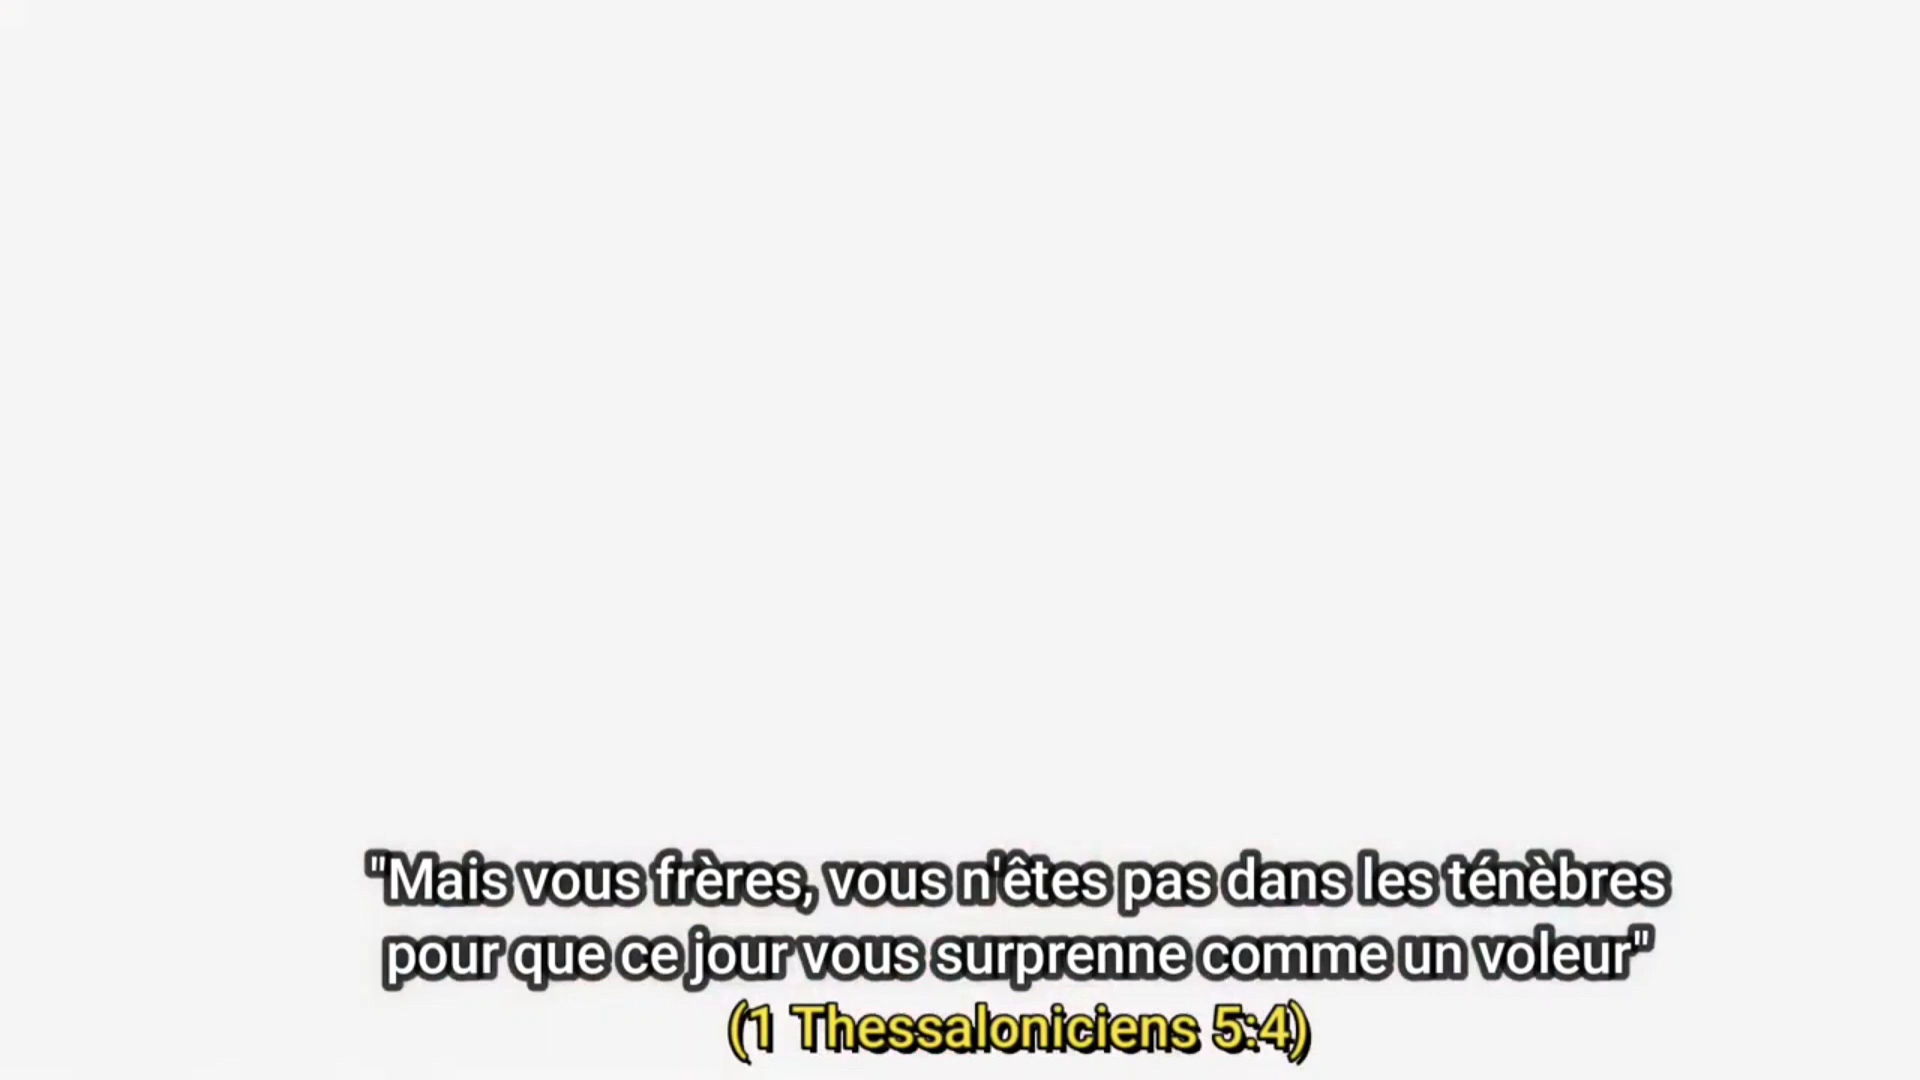 "Mais vous frères, vous n'êtes pas dans les ténèbres
pour que ce jour vous surprenne comme un voleur"
(1 Thessaloniciens 5:4)